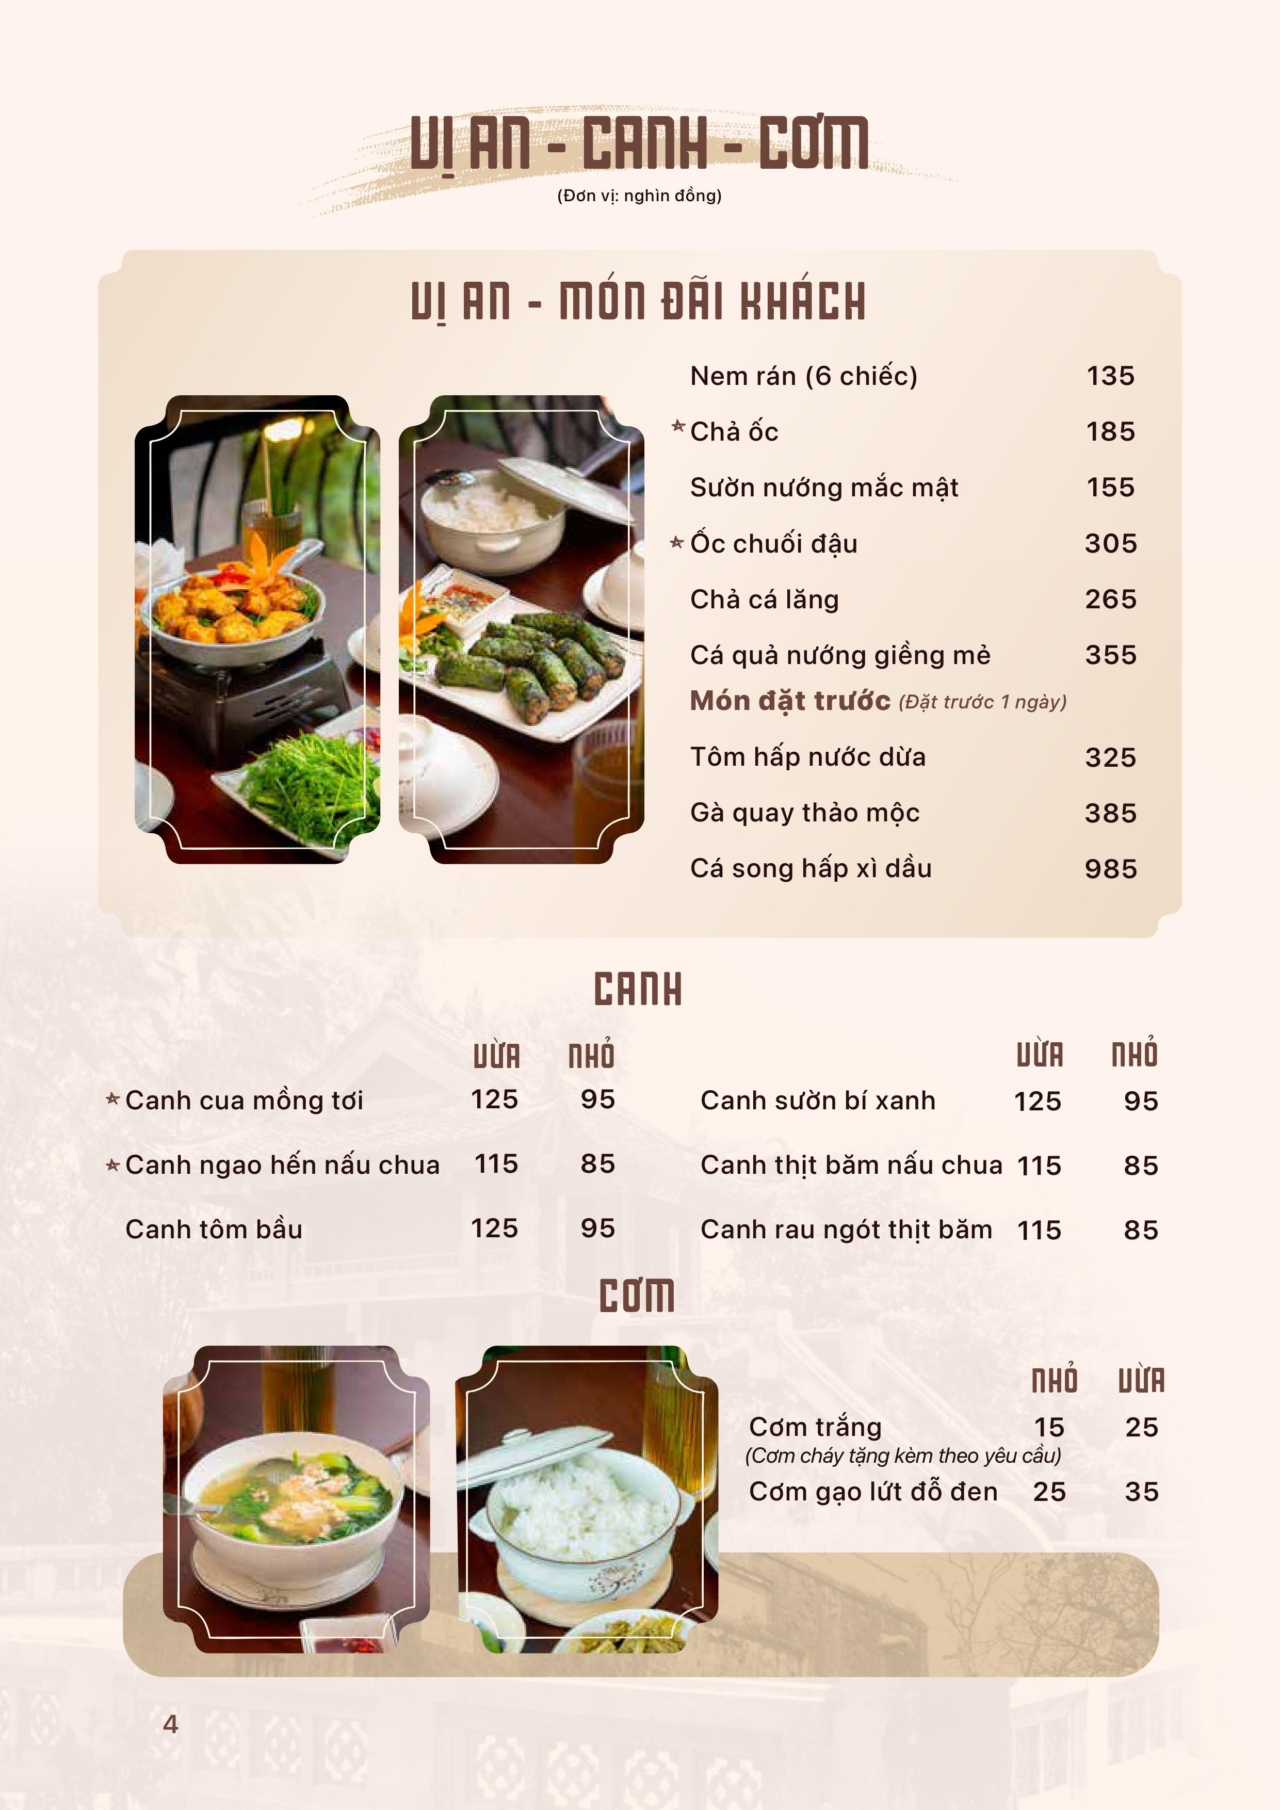 VỊ AN - CANH - CƠM
(Đơn vị: nghìn đồng)
VỊ AN - MÓN ĐÃI KHÁCH
Nem rán (6 chiếc) 135
Chả ốc 185
Sườn nướng mắc mật 155
Ốc chuối đậu 305
Chả cá lăng 265
Cá quả nướng giềng mẻ 355
Món đặt trước (Đặt trước 1 ngày)
Tôm hấp nước dừa 325
Gà quay thảo mộc 385
Cá song hấp xì dầu 985
CANH
VỪA NHỎ
Canh cua mồng tơi 125 95
Canh ngao hến nấu chua 115 85
Canh tôm bầu 125 95
VỪA NHỎ
Canh sườn bí xanh 125 95
Canh thịt băm nấu chua 115 85
Canh rau ngót thịt băm 115 85
CƠM
NHỎ VỪA
Cơm trắng 15 25
(Cơm cháy tặng kèm theo yêu cầu)
Cơm gạo lứt đỗ đen 25 35
4